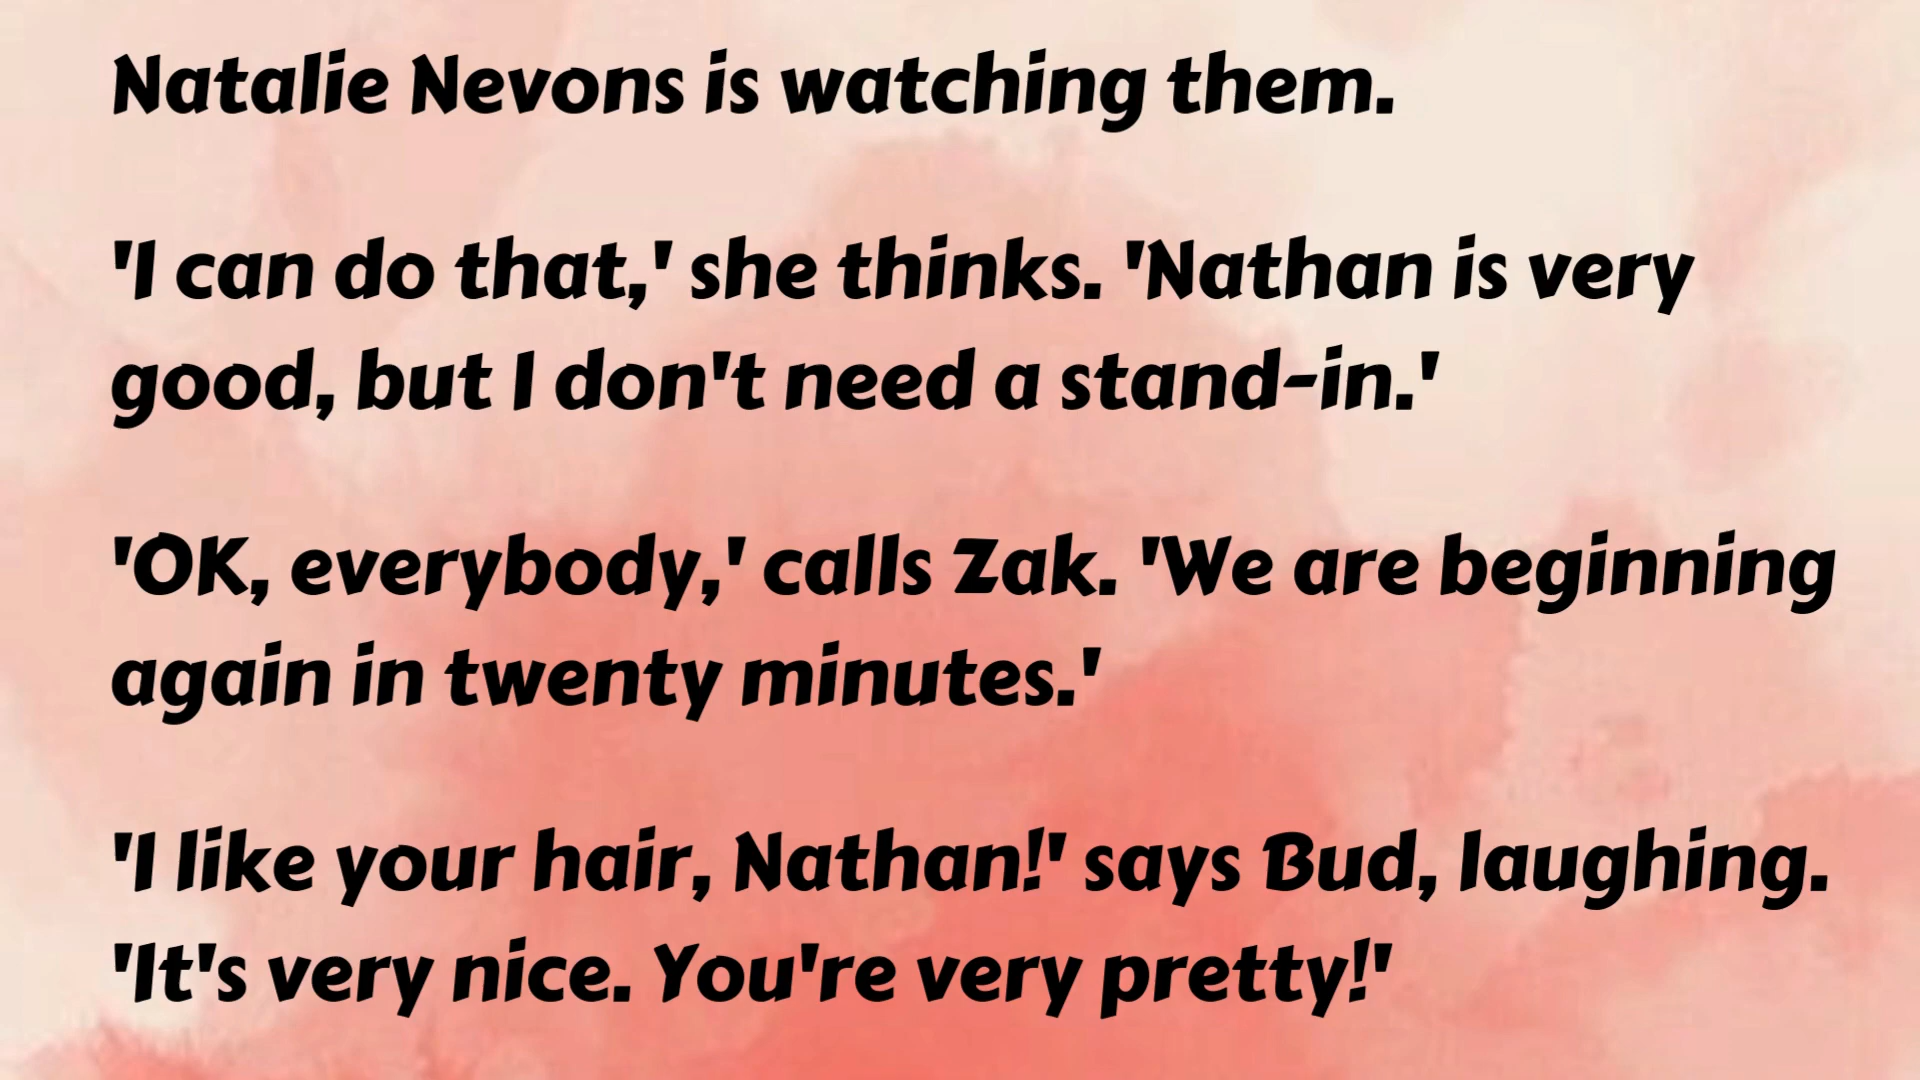 Natalie Nevons is watching them.
'I can do that,' she thinks. 'Nathan is very
good, but I don't need a stand-in.'
'OK, everybody,' calls Zak. 'We are beginning
again in twenty minutes.'
'I like your hair, Nathan!' says Bud, laughing.
'It's very nice. You're very pretty!'